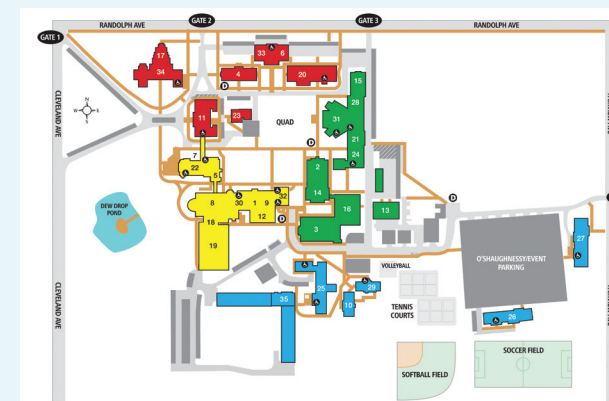 GATE 1
RANDOLPH AVE
GATE 2
GATE 3
RANDOLPH AVE
17
34
33
6
4
20
15
28
CLEVELAND AVE
N
W
E
S
D
11
23
QUAD
31
D
21
24
7
22
5
2
14
8
30
1
9
32
12
D
16
13
D
DEW DROP
POND
18
3
19
27
VOLLEYBALL
O'SHAUGHNESSY/EVENT
PARKING
CLEVELAND AVE
25
29
35
10
TENNIS
COURTS
26
SOFTBALL FIELD
SOCCER FIELD